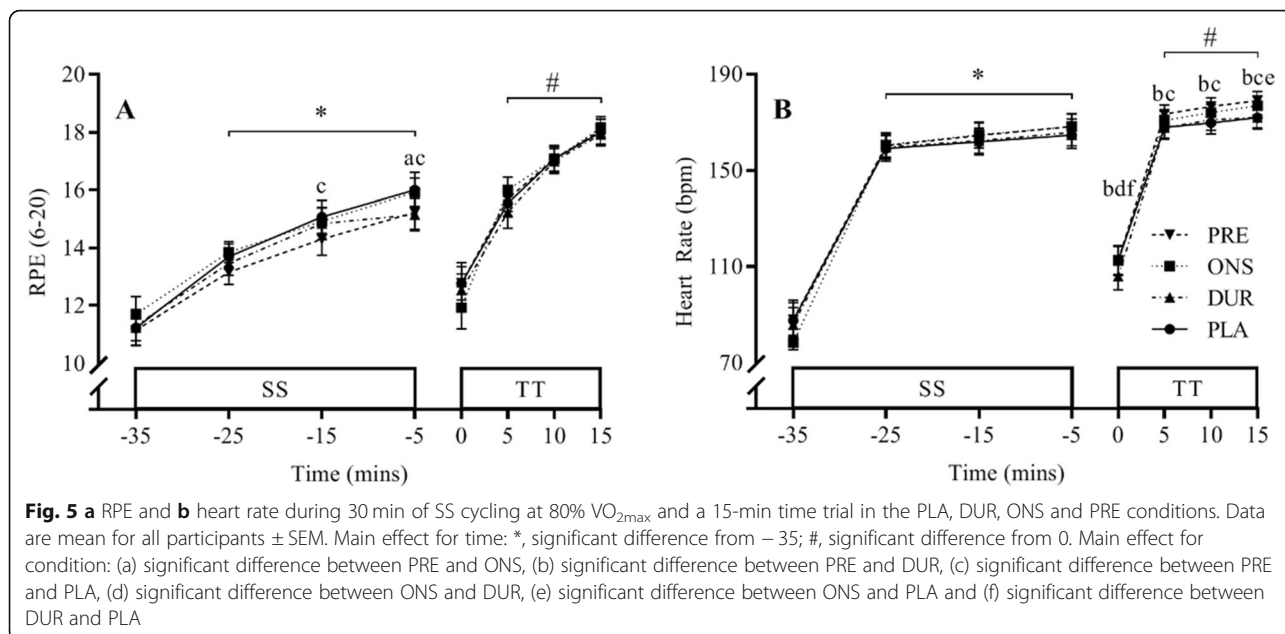 20
18
16
14
12
10
RPE (6-20)
A
*
#
c
ac
SS
TT
-35
-25
-15
-5
0
5
10
15
Time (mins)
190
150
110
70
Heart Rate (bpm)
B
*
#
bdf
bc
bc
bce
PRE
ONS
DUR
PLA
SS
TT
-35
-25
-15
-5
0
5
10
15
Time (mins)
Fig. 5 a RPE and b heart rate during 30 min of SS cycling at 80% VO2max and a 15-min time trial in the PLA, DUR, ONS and PRE conditions. Data
are mean for all participants ± SEM. Main effect for time: *, significant difference from − 35; #, significant difference from 0. Main effect for
condition: (a) significant difference between PRE and ONS, (b) significant difference between PRE and DUR, (c) significant difference between PRE
and PLA, (d) significant difference between ONS and DUR, (e) significant difference between ONS and PLA and (f) significant difference between
DUR and PLA